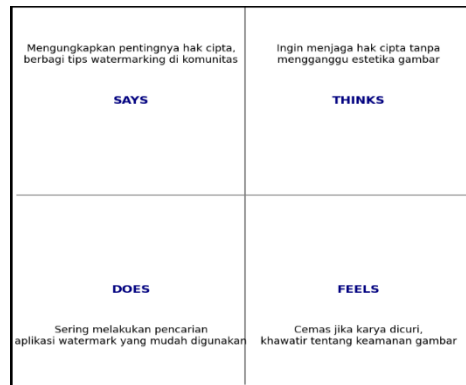 Mengungkapkan pentingnya hak cipta,
berbagi tips watermarking di komunitas
SAYS
Ingin menjaga hak cipta tanpa
mengganggu estetika gambar
THINKS
DOES
Sering melakukan pencarian
aplikasi watermark yang mudah digunakan
FEELS
Cemas jika karya dicuri,
khawatir tentang keamanan gambar